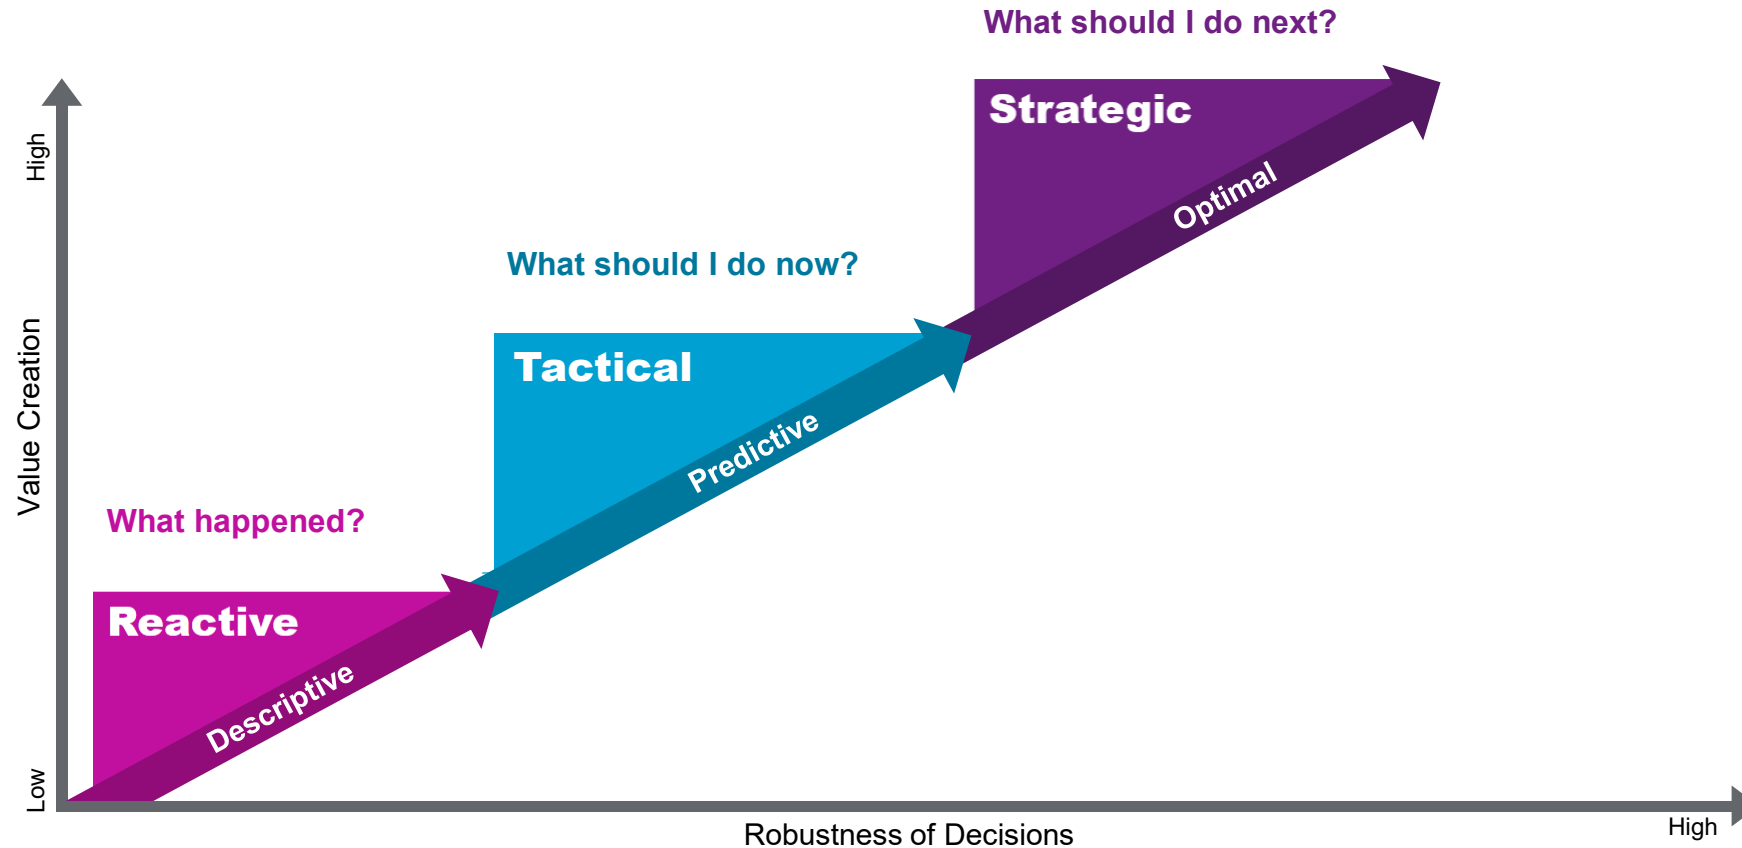 What should I do next?
Strategic
Optimal
High
What should I do now?
Tactical
Predictive
Value Creation
What happened?
Reactive
Descriptive
Low
Robustness of Decisions
High